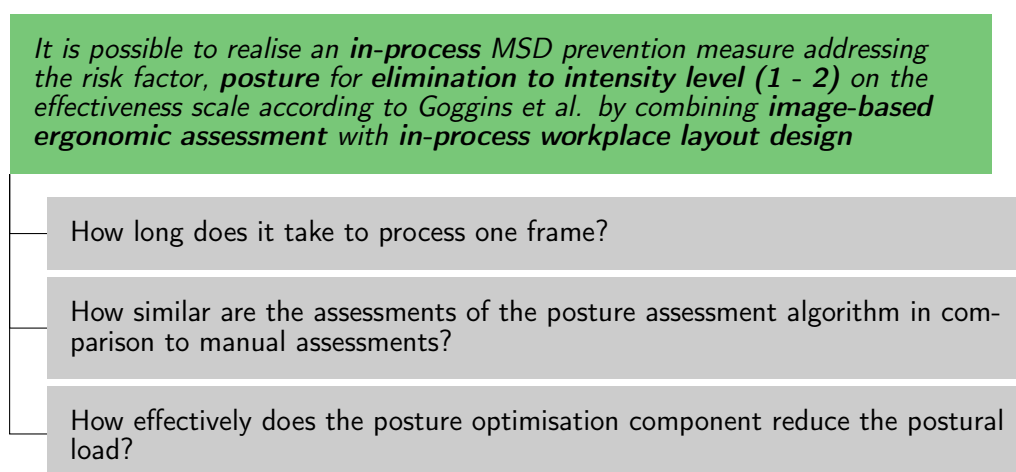 It is possible to realise an in-process MSD prevention measure addressing
the risk factor, posture for elimination to intensity level (1 - 2) on the
effectiveness scale according to Goggins et al. by combining image-based
ergonomic assessment with in-process workplace layout design
How long does it take to process one frame?
How similar are the assessments of the posture assessment algorithm in com-
parison to manual assessments?
How effectively does the posture optimisation component reduce the postural
load?